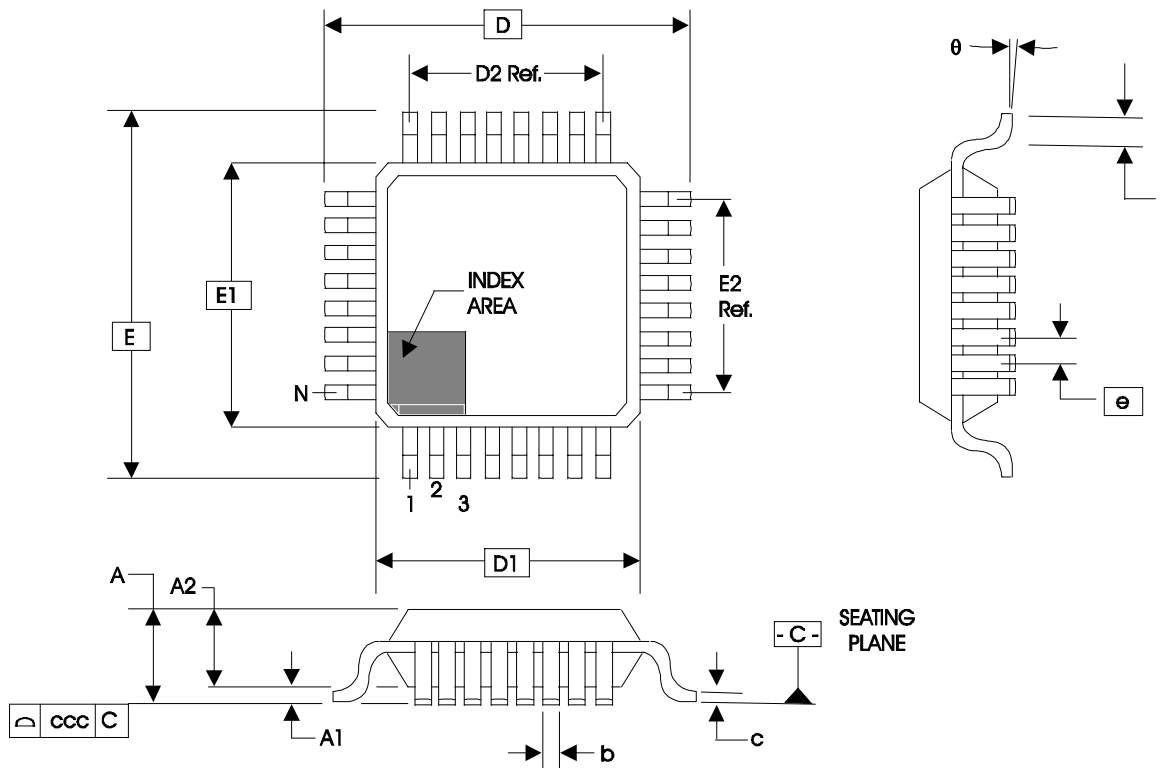 D
D2 Ref.
θ
INDEX
AREA
E1
E2
Ref.
E
N
e
1
2
3
D1
A
A2
- C -
SEATING
PLANE
ccc C
A1
b
c